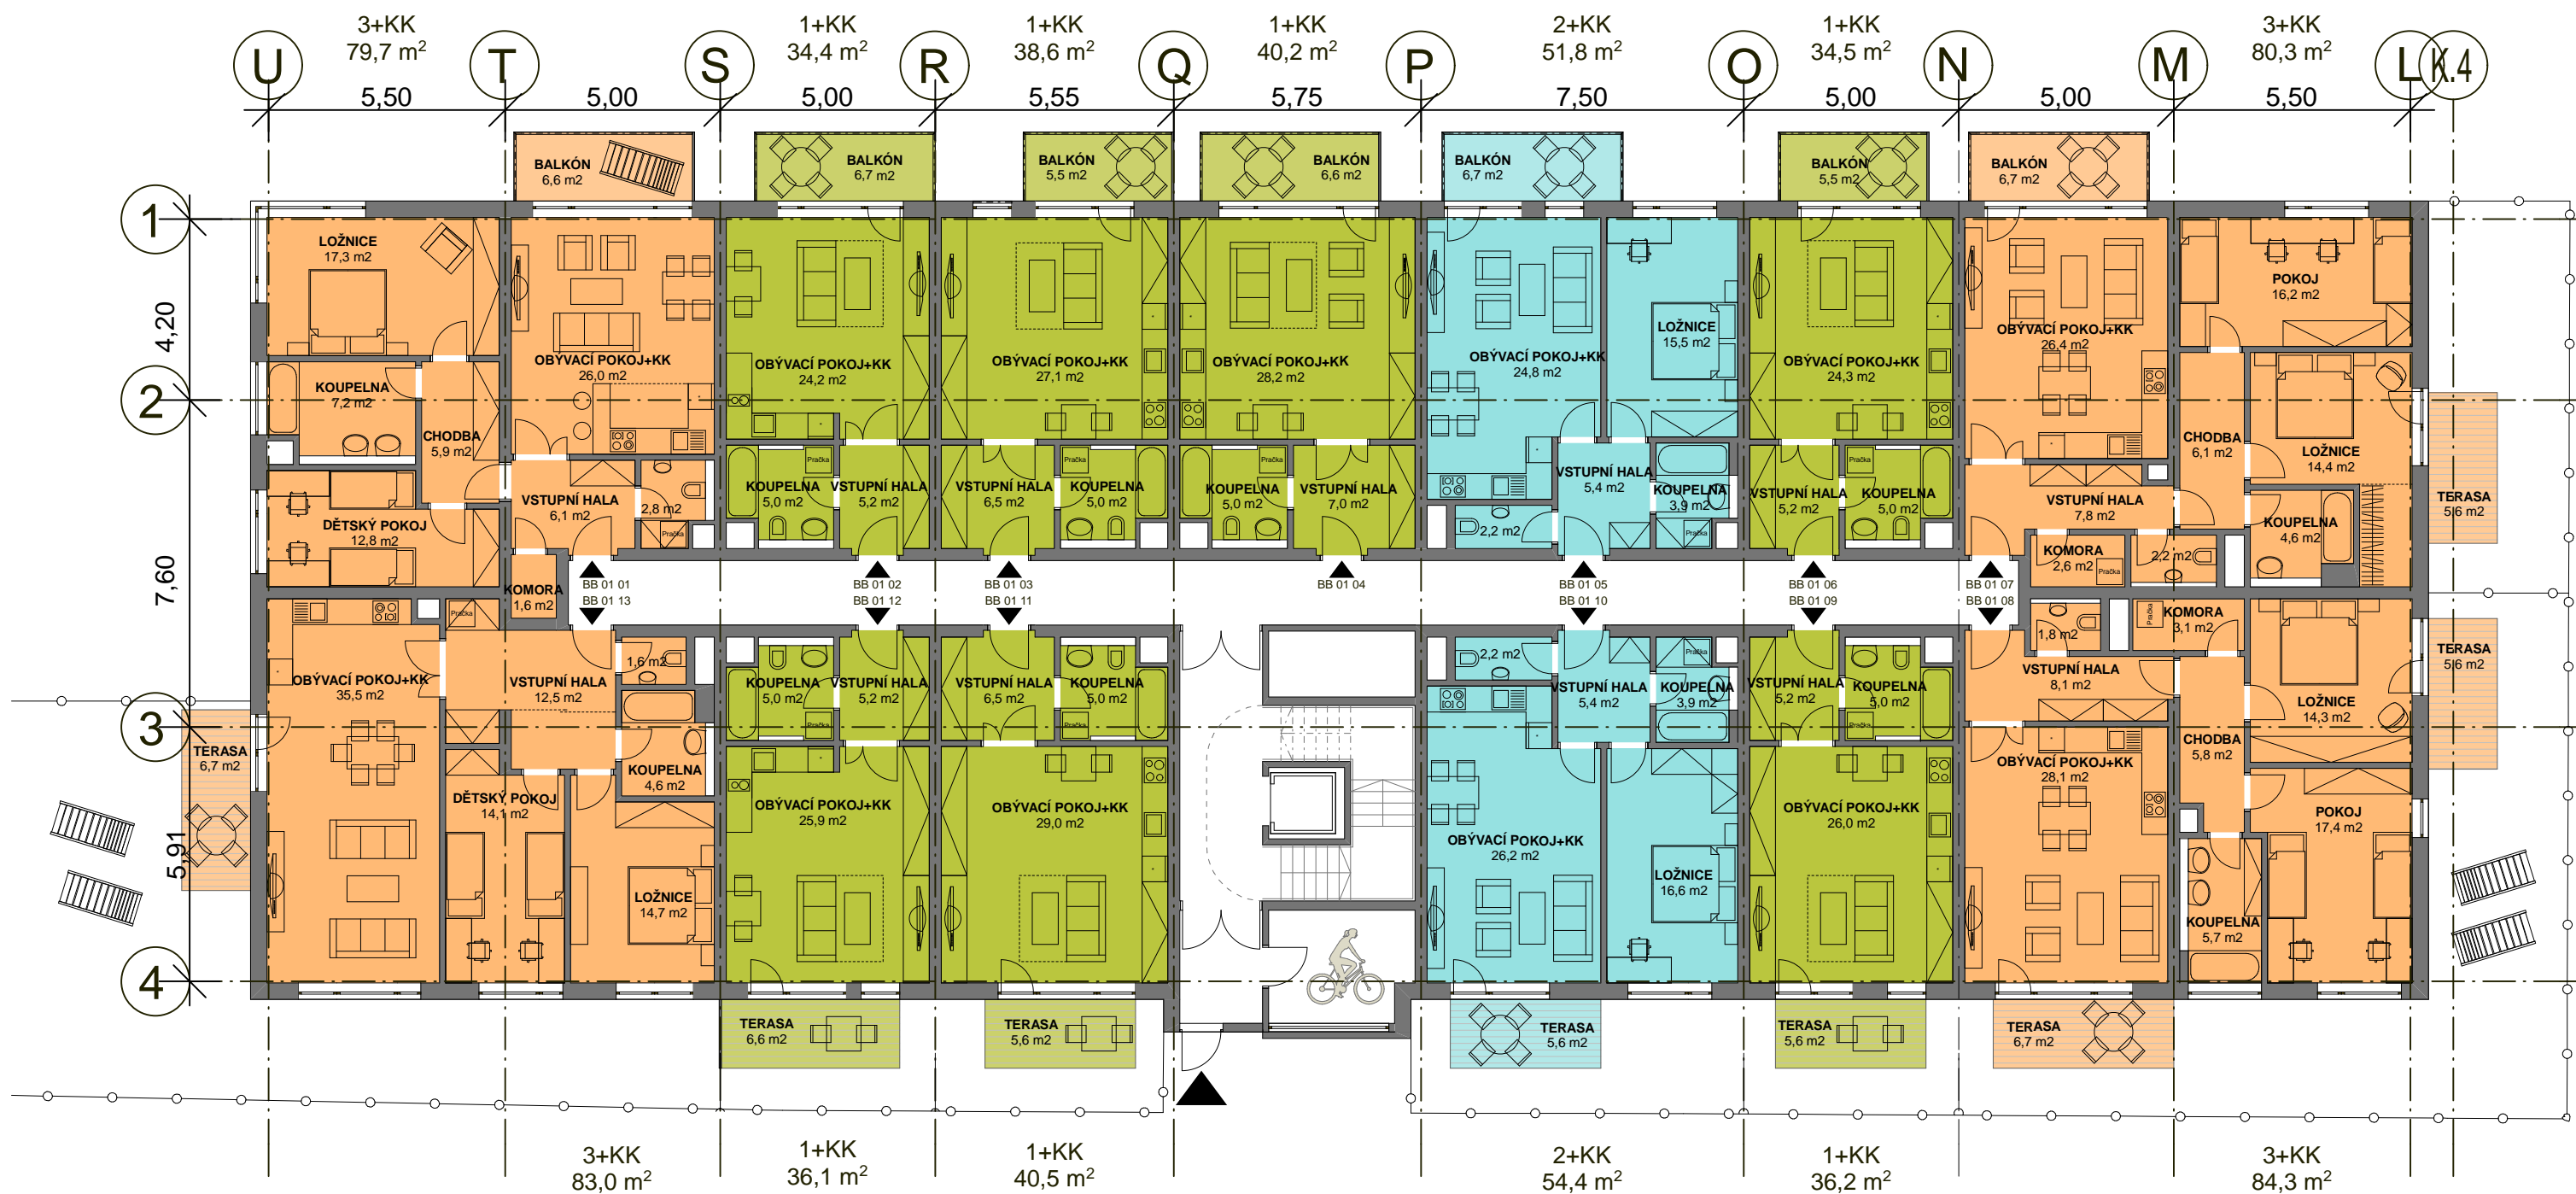 3+KK
79,7 m²
1+KK
34,4 m²
1+KK
38,6 m²
1+KK
40,2 m²
2+KK
51,8 m²
1+KK
34,5 m²
3+KK
80,3 m²
U
T
S
R
Q
P
O
N
M
L
K.4
5,50
5,00
5,00
5,55
5,75
7,50
5,00
5,00
5,50
1
2
3
4
4,20
7,60
5,91
BALKÓN
6,6 m2
BALKÓN
6,7 m2
BALKÓN
5,5 m2
BALKÓN
6,6 m2
BALKÓN
6,7 m2
BALKÓN
5,5 m2
BALKÓN
6,7 m2
LOŽNICE
17,3 m2
KOUPELNA
7,2 m2
CHODBA
5,9 m2
DĚTSKÝ POKOJ
12,8 m2
OBÝVACÍ POKOJ+KK
26,0 m2
VSTUPNÍ HALA
6,1 m2
2,8 m2
Pračka
KOMORA
1,6 m2
OBÝVACÍ POKOJ+KK
24,2 m2
Pračka
KOUPELNA
5,0 m2
VSTUPNÍ HALA
5,2 m2
OBÝVACÍ POKOJ+KK
27,1 m2
VSTUPNÍ HALA
6,5 m2
Pračka
KOUPELNA
5,0 m2
OBÝVACÍ POKOJ+KK
28,2 m2
Pračka
KOUPELNA
5,0 m2
VSTUPNÍ HALA
7,0 m2
OBÝVACÍ POKOJ+KK
24,8 m2
LOŽNICE
15,5 m2
VSTUPNÍ HALA
5,4 m2
KOUPELNA
3,9 m2
Pračka
2,2 m2
OBÝVACÍ POKOJ+KK
24,3 m2
VSTUPNÍ HALA
5,2 m2
Pračka
KOUPELNA
5,0 m2
OBÝVACÍ POKOJ+KK
26,4 m2
VSTUPNÍ HALA
7,8 m2
KOMORA
2,6 m2
Pračka
2,2 m2
POKOJ
16,2 m2
CHODBA
6,1 m2
LOŽNICE
14,4 m2
KOUPELNA
4,6 m2
TERASA
5,6 m2
BB 01 01
BB 01 13
BB 01 02
BB 01 12
BB 01 03
BB 01 11
BB 01 04
BB 01 05
BB 01 10
BB 01 06
BB 01 09
BB 01 07
BB 01 08
OBÝVACÍ POKOJ+KK
35,5 m2
Pračka
VSTUPNÍ HALA
12,5 m2
1,6 m2
KOUPELNA
4,6 m2
DĚTSKÝ POKOJ
14,1 m2
LOŽNICE
14,7 m2
TERASA
6,7 m2
KOUPELNA
5,0 m2
Pračka
VSTUPNÍ HALA
5,2 m2
OBÝVACÍ POKOJ+KK
25,9 m2
VSTUPNÍ HALA
6,5 m2
KOUPELNA
5,0 m2
Pračka
OBÝVACÍ POKOJ+KK
29,0 m2
2,2 m2
VSTUPNÍ HALA
5,4 m2
Pračka
KOUPELNA
3,9 m2
OBÝVACÍ POKOJ+KK
26,2 m2
LOŽNICE
16,6 m2
VSTUPNÍ HALA
5,2 m2
KOUPELNA
5,0 m2
Pračka
OBÝVACÍ POKOJ+KK
26,0 m2
1,8 m2
Pračka
KOMORA
3,1 m2
VSTUPNÍ HALA
8,1 m2
OBÝVACÍ POKOJ+KK
28,1 m2
CHODBA
5,8 m2
LOŽNICE
14,3 m2
POKOJ
17,4 m2
KOUPELNA
5,7 m2
TERASA
5,6 m2
TERASA
6,6 m2
TERASA
5,6 m2
TERASA
5,6 m2
TERASA
5,6 m2
TERASA
6,7 m2
3+KK
83,0 m²
1+KK
36,1 m²
1+KK
40,5 m²
2+KK
54,4 m²
1+KK
36,2 m²
3+KK
84,3 m²